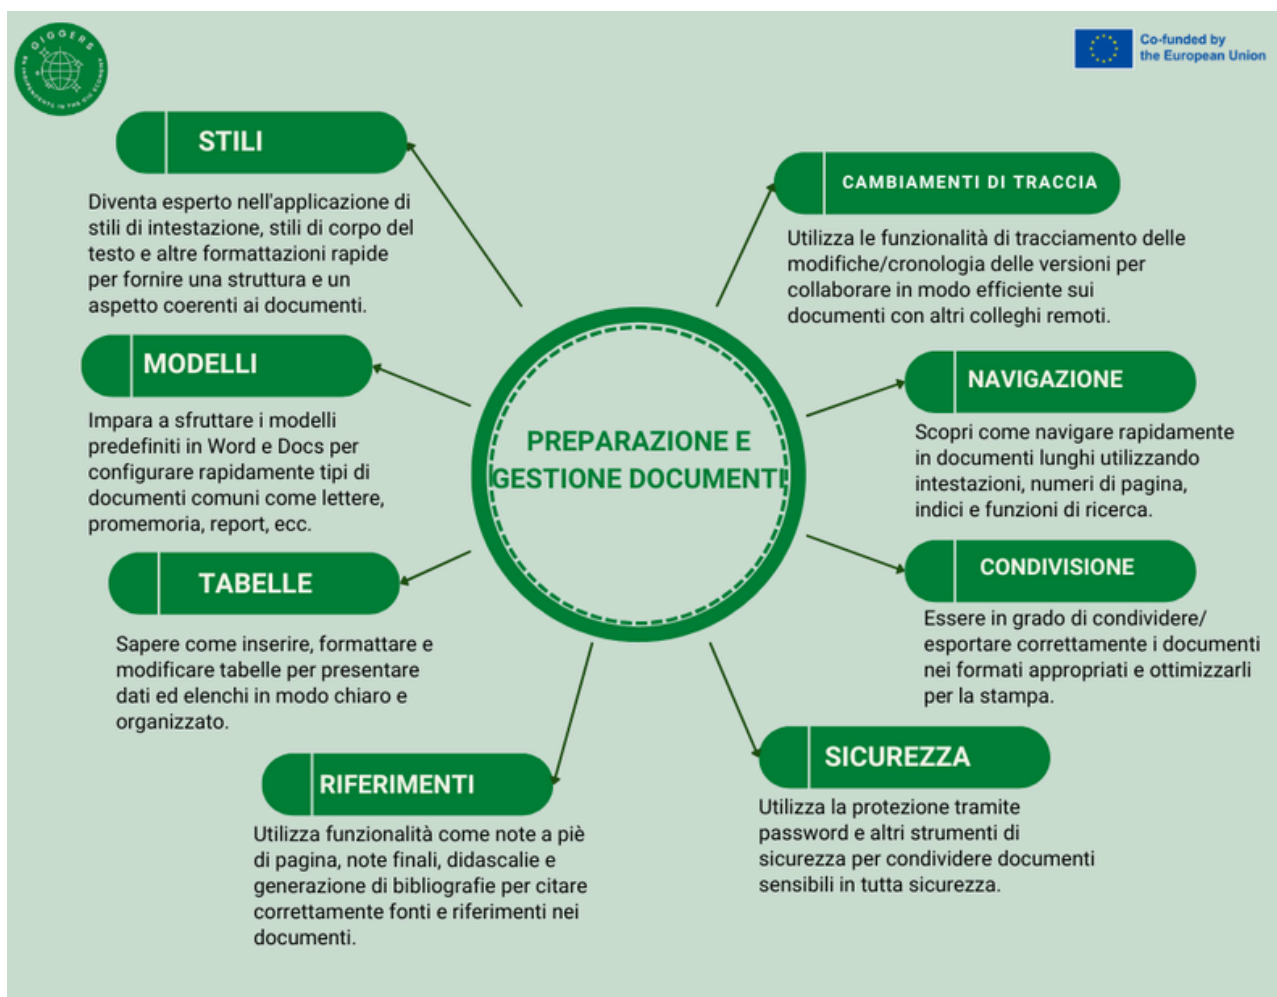 GIGGERS
Co-funded by
the European Union
STILI
Diventa esperto nell'applicazione di
stili di intestazione, stili di corpo del
testo e altre formattazioni rapide
per fornire una struttura e un
aspetto coerenti ai documenti.
MODELLI
Impara a sfruttare i modelli
predefiniti in Word e Docs per
configurare rapidamente tipi di
documenti comuni come lettere,
promemoria, report, ecc.
TABELLE
Sapere come inserire, formattare e
modificare tabelle per presentare
dati ed elenchi in modo chiaro e
organizzato.
RIFERIMENTI
Utilizza funzionalità come note a piè
di pagina, note finali, didascalie e
generazione di bibliografie per citare
correttamente fonti e riferimenti nei
documenti.
PREPARAZIONE E
GESTIONE DOCUMENTI
CAMBIAMENTI DI TRACCIA
Utilizza le funzionalità di tracciamento delle
modifiche/cronologia delle versioni per
collaborare in modo efficiente sui
documenti con altri colleghi remoti.
NAVIGAZIONE
Scopri come navigare rapidamente
in documenti lunghi utilizzando
intestazioni, numeri di pagina,
indici e funzioni di ricerca.
CONDIVISIONE
Essere in grado di condividere/
esportare correttamente i documenti
nei formati appropriati e ottimizzarli
per la stampa.
SICUREZZA
Utilizza la protezione tramite
password e altri strumenti di
sicurezza per condividere documenti
sensibili in tutta sicurezza.